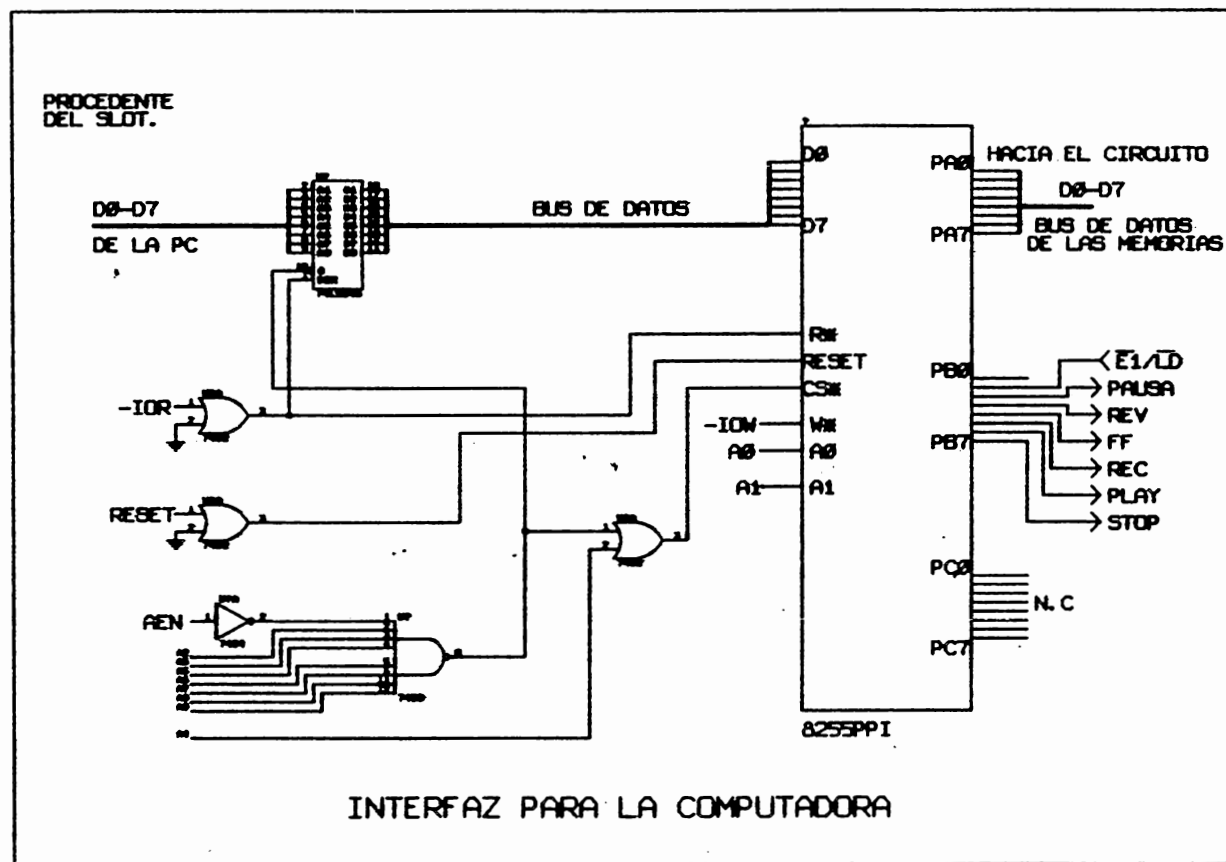 PROCEDENTE
DEL SLOT.
D0-D7
DE LA PC
BUS DE DATOS
D0
D7
PA0
PA7
HACIA EL CIRCUITO
D0-D7
BUS DE DATOS
DE LAS MEMORIAS
R*
RESET
CS*
-IOW
W*
A0
A0
A1
A1
PB0
PB7
E̅1/L̅D
PAUSA
REV
FF
REC
PLAY
STOP
PC0
PC7
N.C
-IOR
RESET
AEN
8255PPI
INTERFAZ PARA LA COMPUTADORA